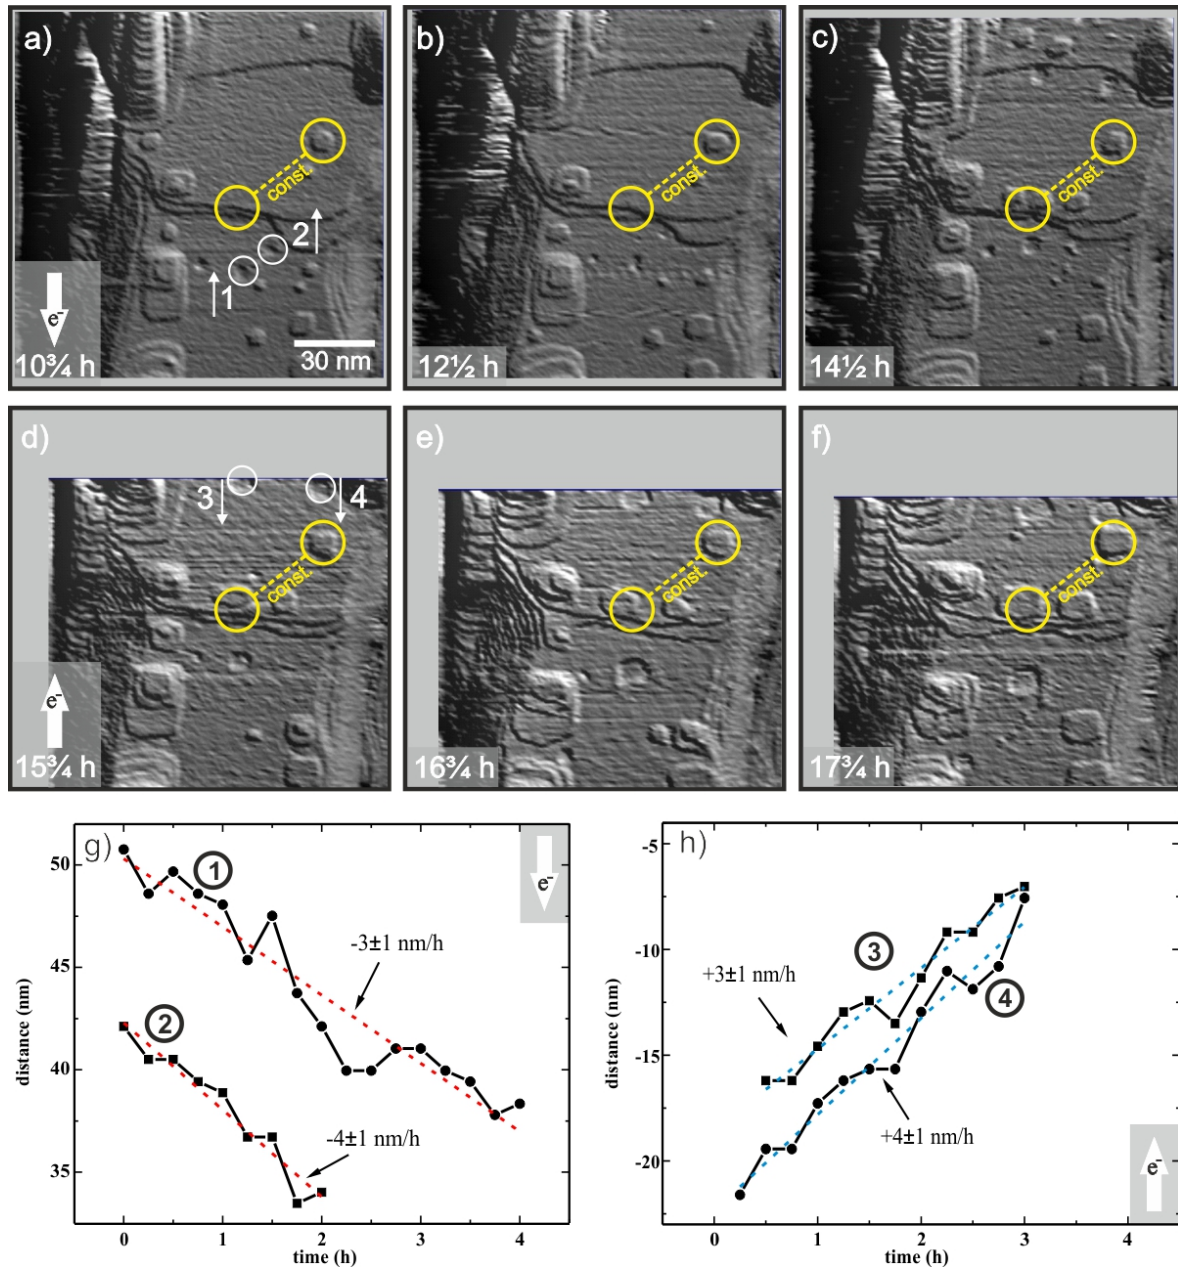 a)
const.
2
1
e-
10¾ h
30 nm
b)
const.
12½ h
c)
const.
14½ h
d)
3
4
const.
e-
15¾ h
e)
const.
16¾ h
f)
const.
17¾ h
g)
1
2
e-
-3±1 nm/h
-4±1 nm/h
50
45
40
35
distance (nm)
0
1
2
3
4
time (h)
h)
3
4
+3±1 nm/h
+4±1 nm/h
e-
-5
-10
-15
-20
distance (nm)
0
1
2
3
4
time (h)